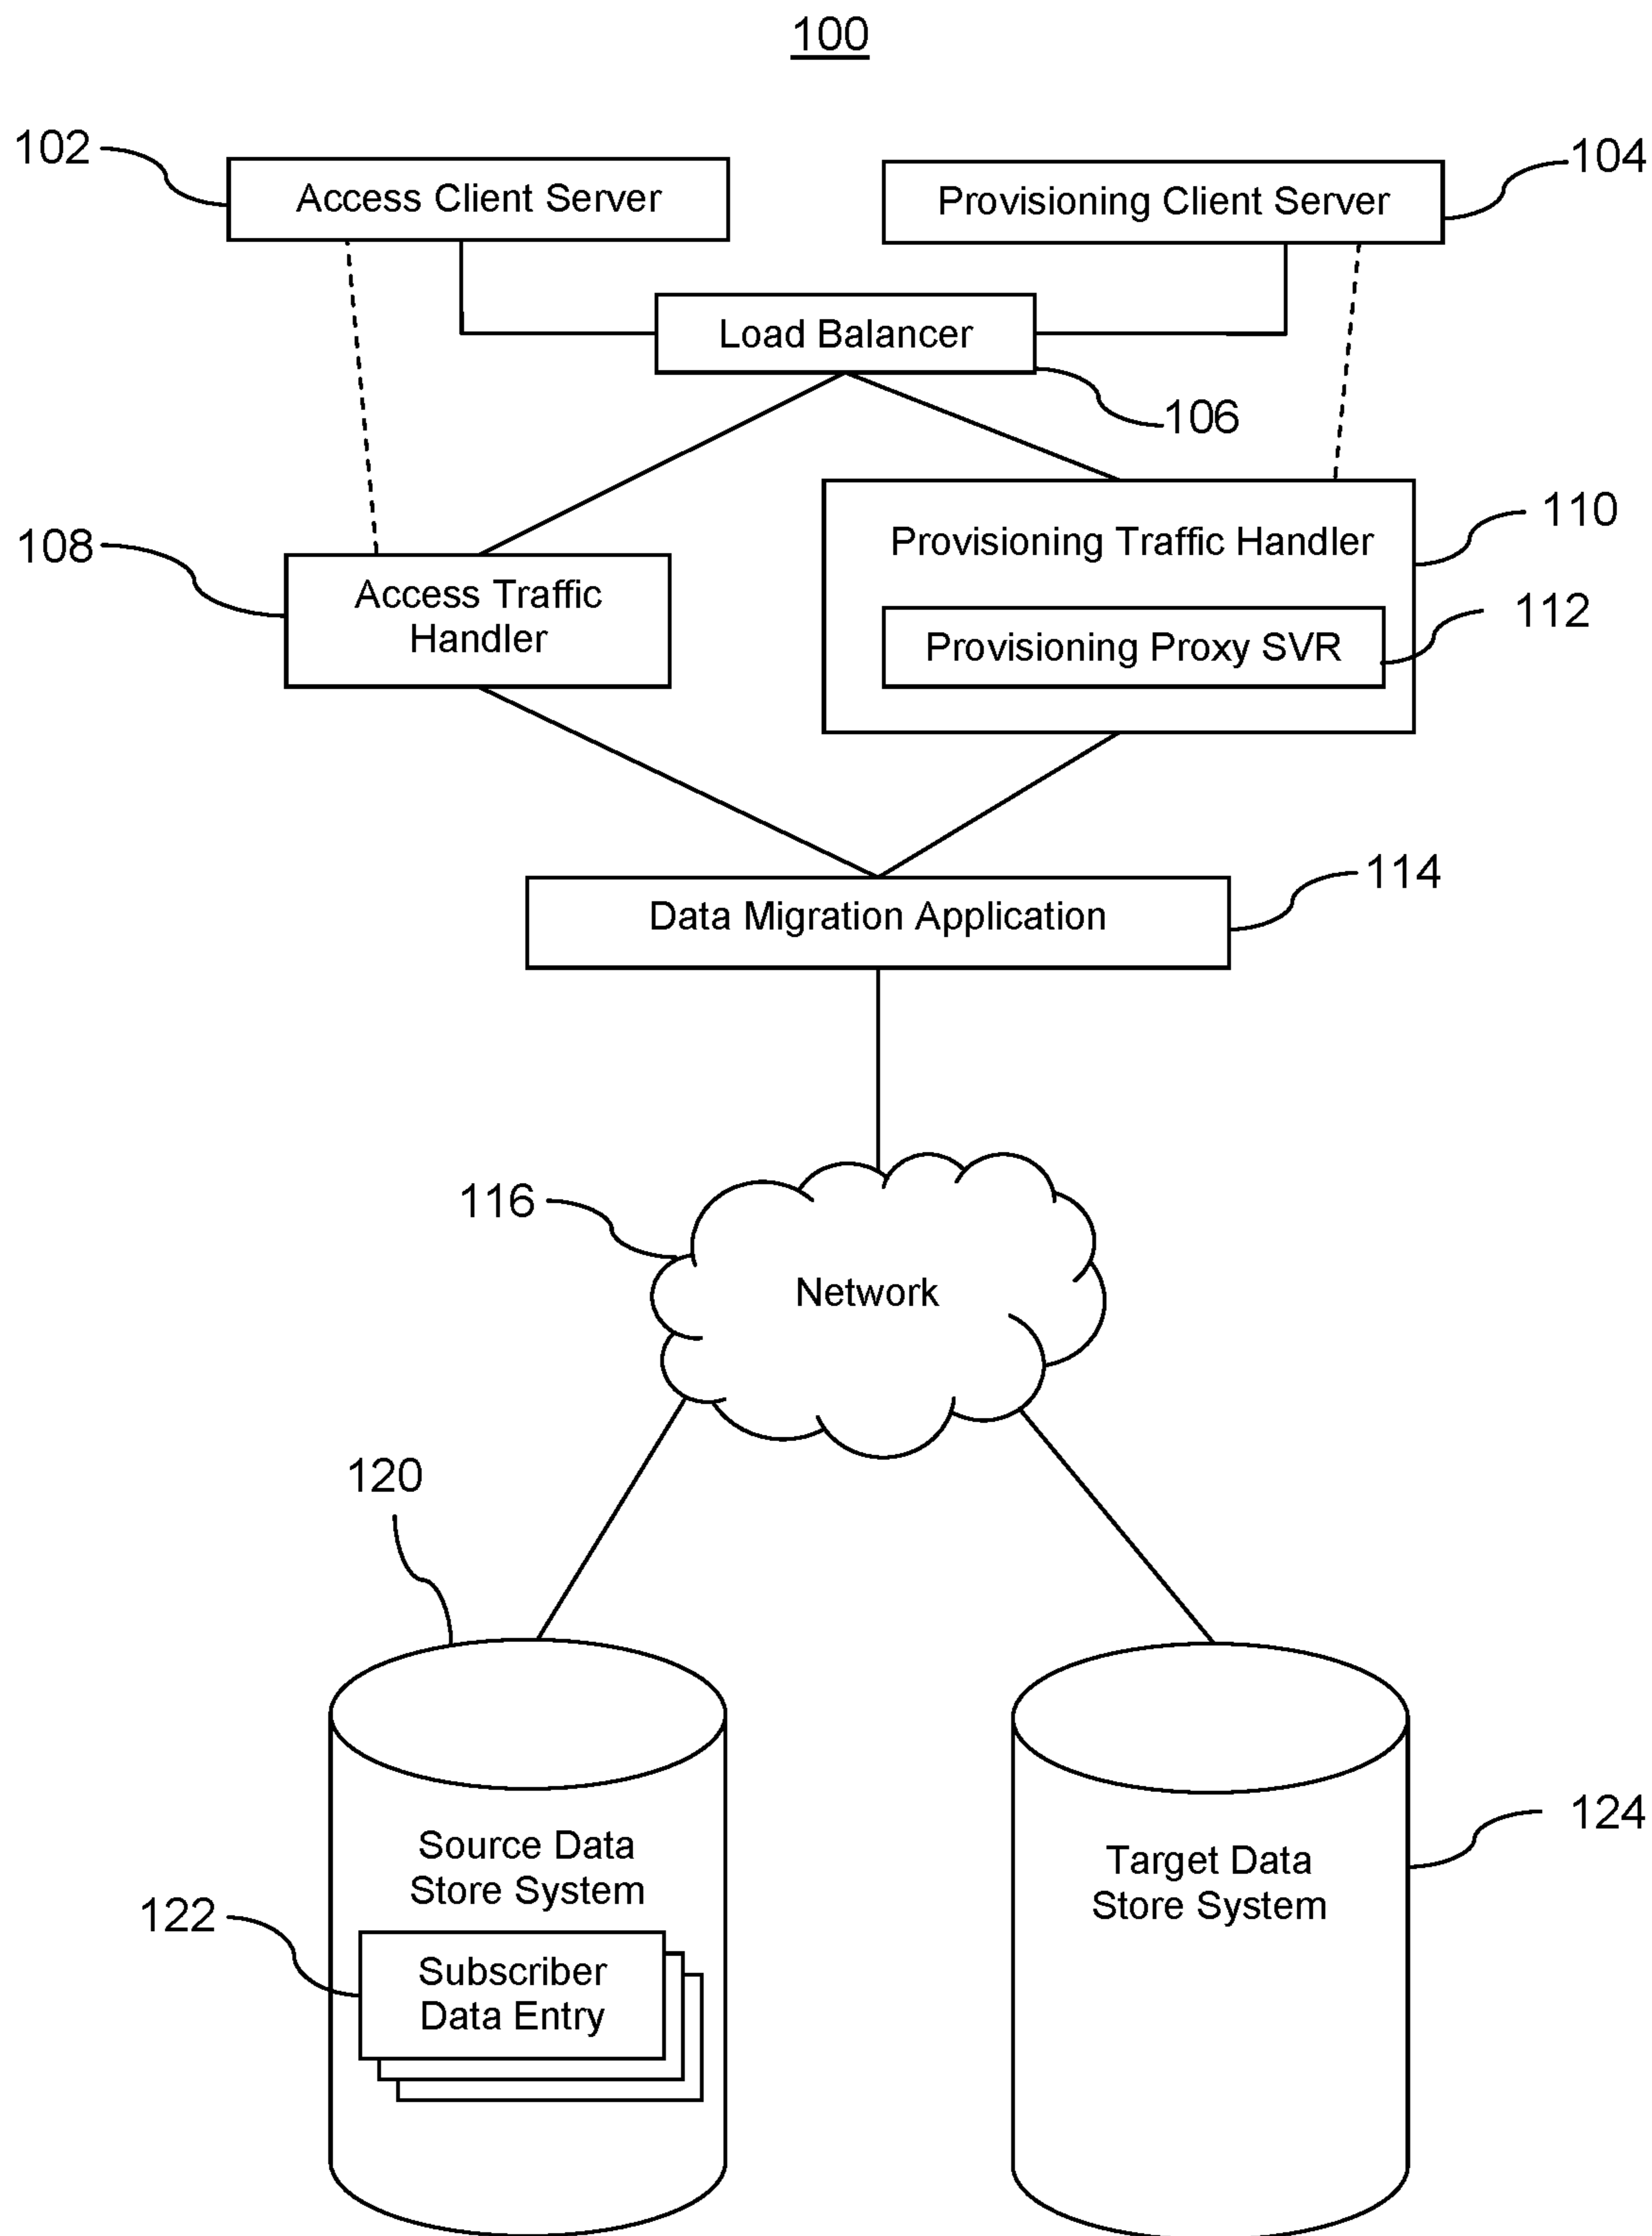 100
102
Access Client Server
Provisioning Client Server
104
Load Balancer
106
108
Access Traffic
Handler
Provisioning Traffic Handler
110
Provisioning Proxy SVR
112
Data Migration Application
114
116
Network
120
Source Data
Store System
122
Subscriber
Data Entry
Target Data
Store System
124